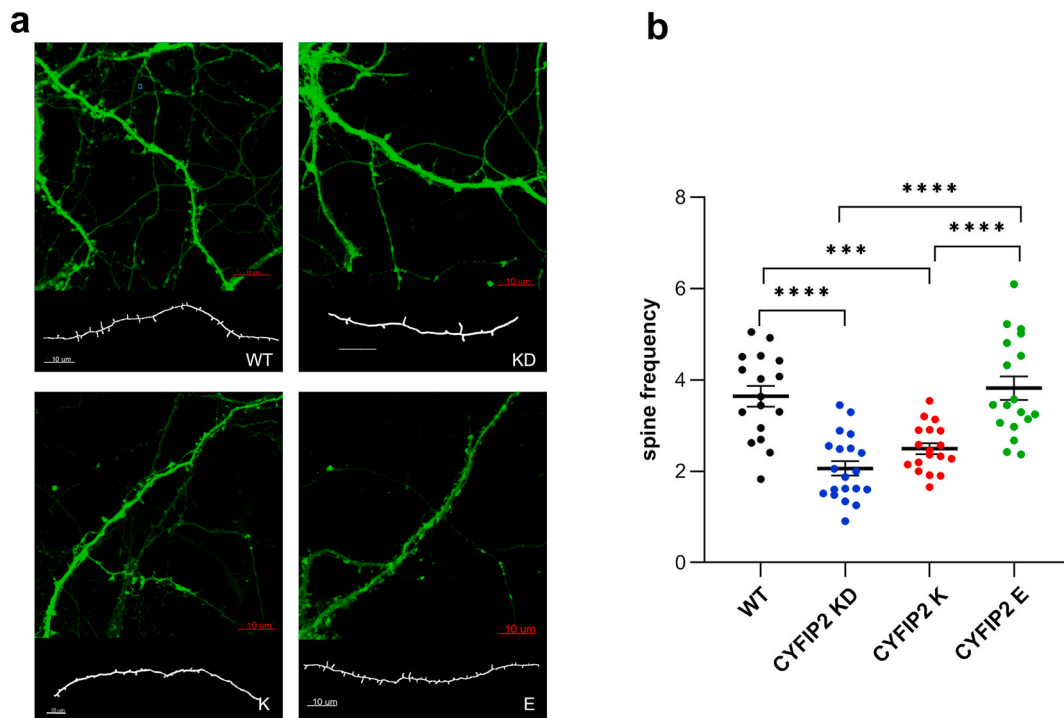 a
10 um
10 um
10 um
WT
KD
10 um
10 um
10 um
K
10 um
E
b
spine frequency
8
6
4
2
0
****
****
***
****
WT
CYFIP2 KD
CYFIP2 K
CYFIP2 E